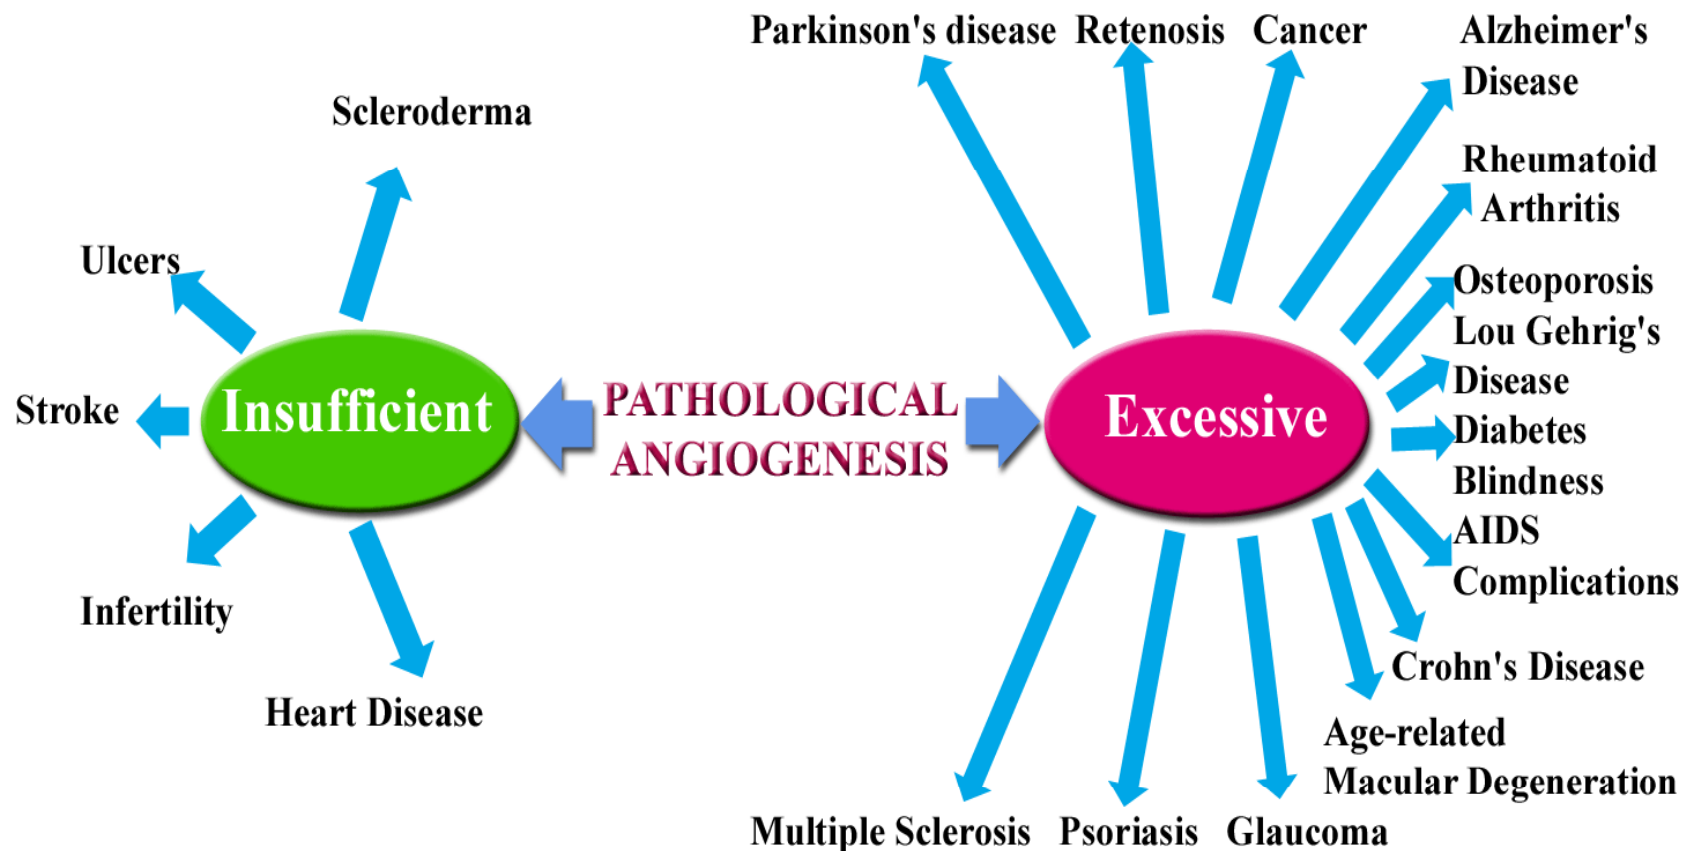 Parkinson's disease
Retenosis
Cancer
Alzheimer's
Disease
Scleroderma
Rheumatoid
Arthritis
Ulcers
Osteoporosis
Lou Gehrig's
Disease
Stroke
Insufficient
PATHOLOGICAL
ANGIOGENESIS
Excessive
Diabetes
Blindness
AIDS
Complications
Infertility
Crohn's Disease
Heart Disease
Age-related
Macular Degeneration
Multiple Sclerosis
Psoriasis
Glaucoma